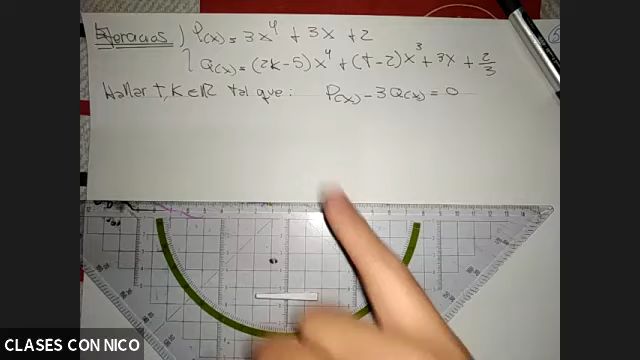 Ejercicios) P(x) = 3x⁴ + 3x + 2
Q(x) = (2k-5)x⁴ + (t-2)x³ + 3x + 2/3
Hallar t, k ∈ ℝ tal que: P(x) - 3Q(x) = 0
CLASES CON NICO